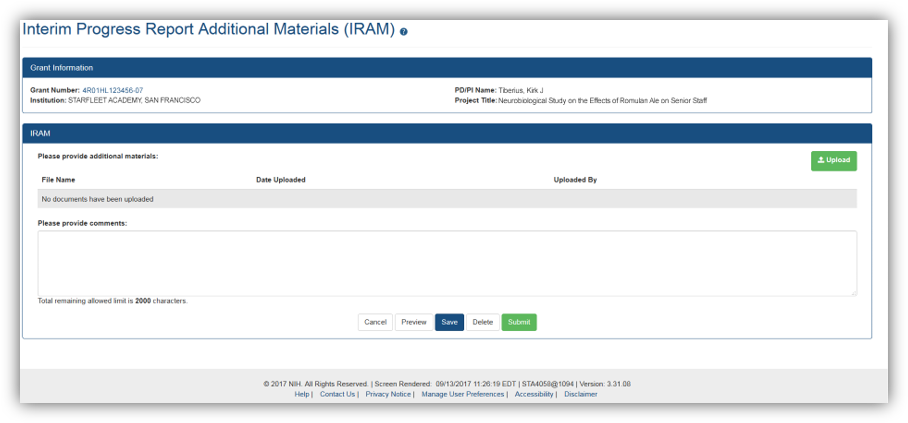 Interim Progress Report Additional Materials (IRAM) ?
Grant Information
Grant Number: 4R01HL123456-07
PD/PI Name: Tiberius, Kirk J
Institution: STARFLEET ACADEMY, SAN FRANCISCO
Project Title: Neurobiological Study on the Effects of Romulan Ale on Senior Staff
IRAM
Please provide additional materials:
Upload
File Name Date Uploaded Uploaded By
No documents have been uploaded
Please provide comments:
Total remaining allowed limit is 2000 characters.
Cancel Preview Save Delete Submit
© 2017 NIH. All Rights Reserved. | Screen Rendered: 09/13/2017 11:26:19 EDT | STA4058@1094 | Version: 3.31.08
Help | Contact Us | Privacy Notice | Manage User Preferences | Accessibility | Disclaimer